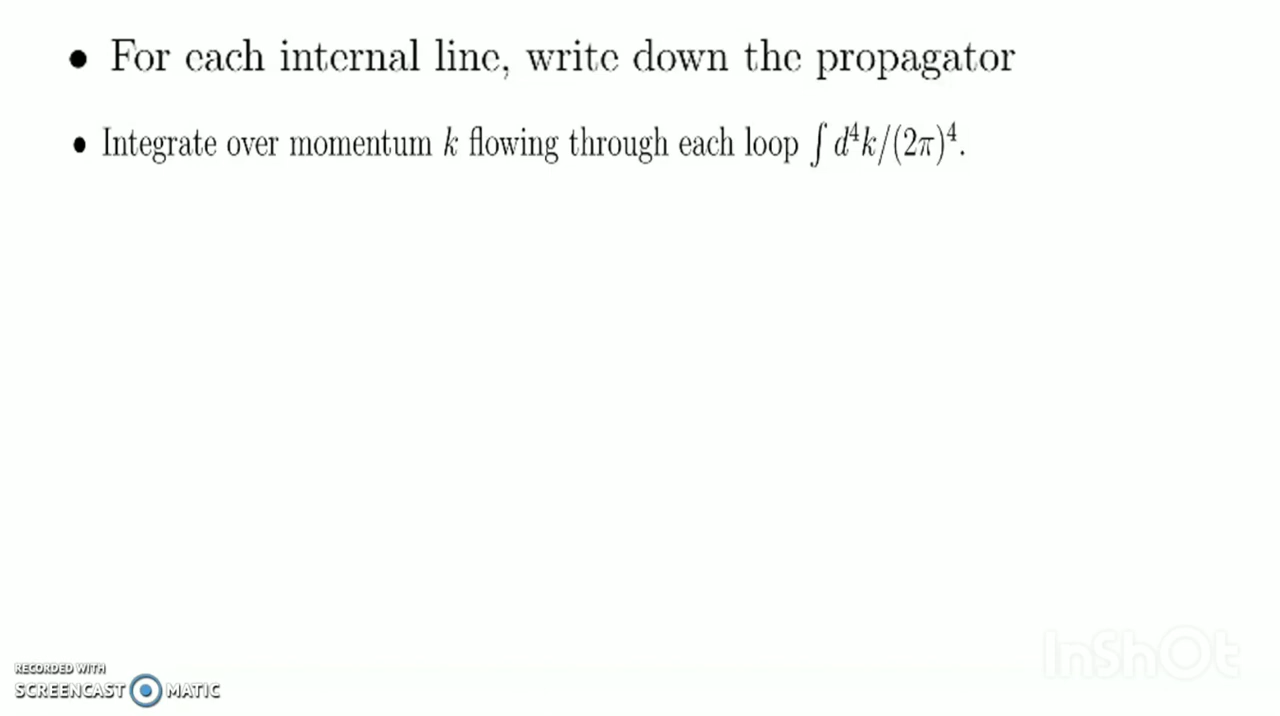 • For each internal line, write down the propagator
• Integrate over momentum k flowing through each loop ∫ d⁴k/(2π)⁴.
RECORDED WITH
SCREENCAST MATIC
InShOt